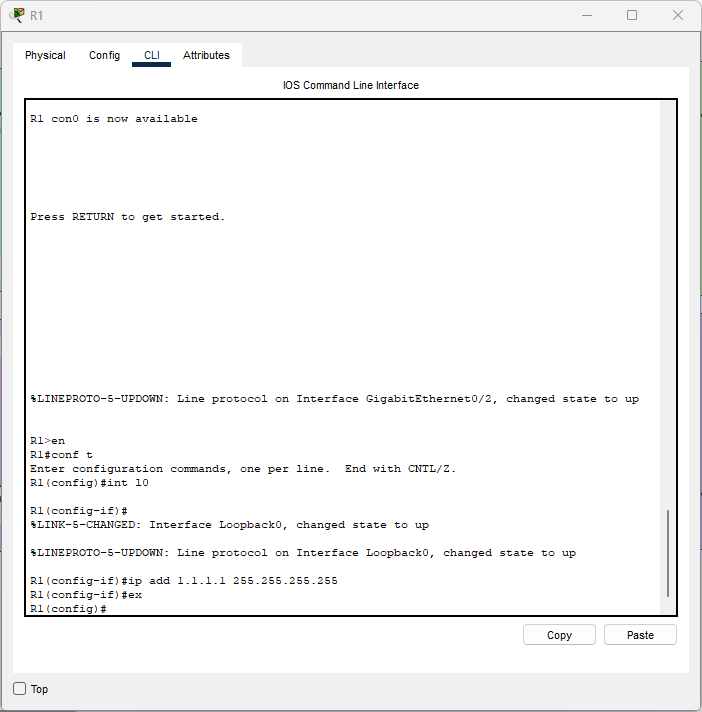 R1
Physical Config CLI Attributes
IOS Command Line Interface
R1 con0 is now available
Press RETURN to get started.
%LINEPROTO-5-UPDOWN: Line protocol on Interface GigabitEthernet0/2, changed state to up
R1>en
R1#conf t
Enter configuration commands, one per line.  End with CNTL/Z.
R1(config)#int l0
R1(config-if)#
%LINK-5-CHANGED: Interface Loopback0, changed state to up
%LINEPROTO-5-UPDOWN: Line protocol on Interface Loopback0, changed state to up
R1(config-if)#ip add 1.1.1.1 255.255.255.255
R1(config-if)#ex
R1(config)#
Copy Paste
Top